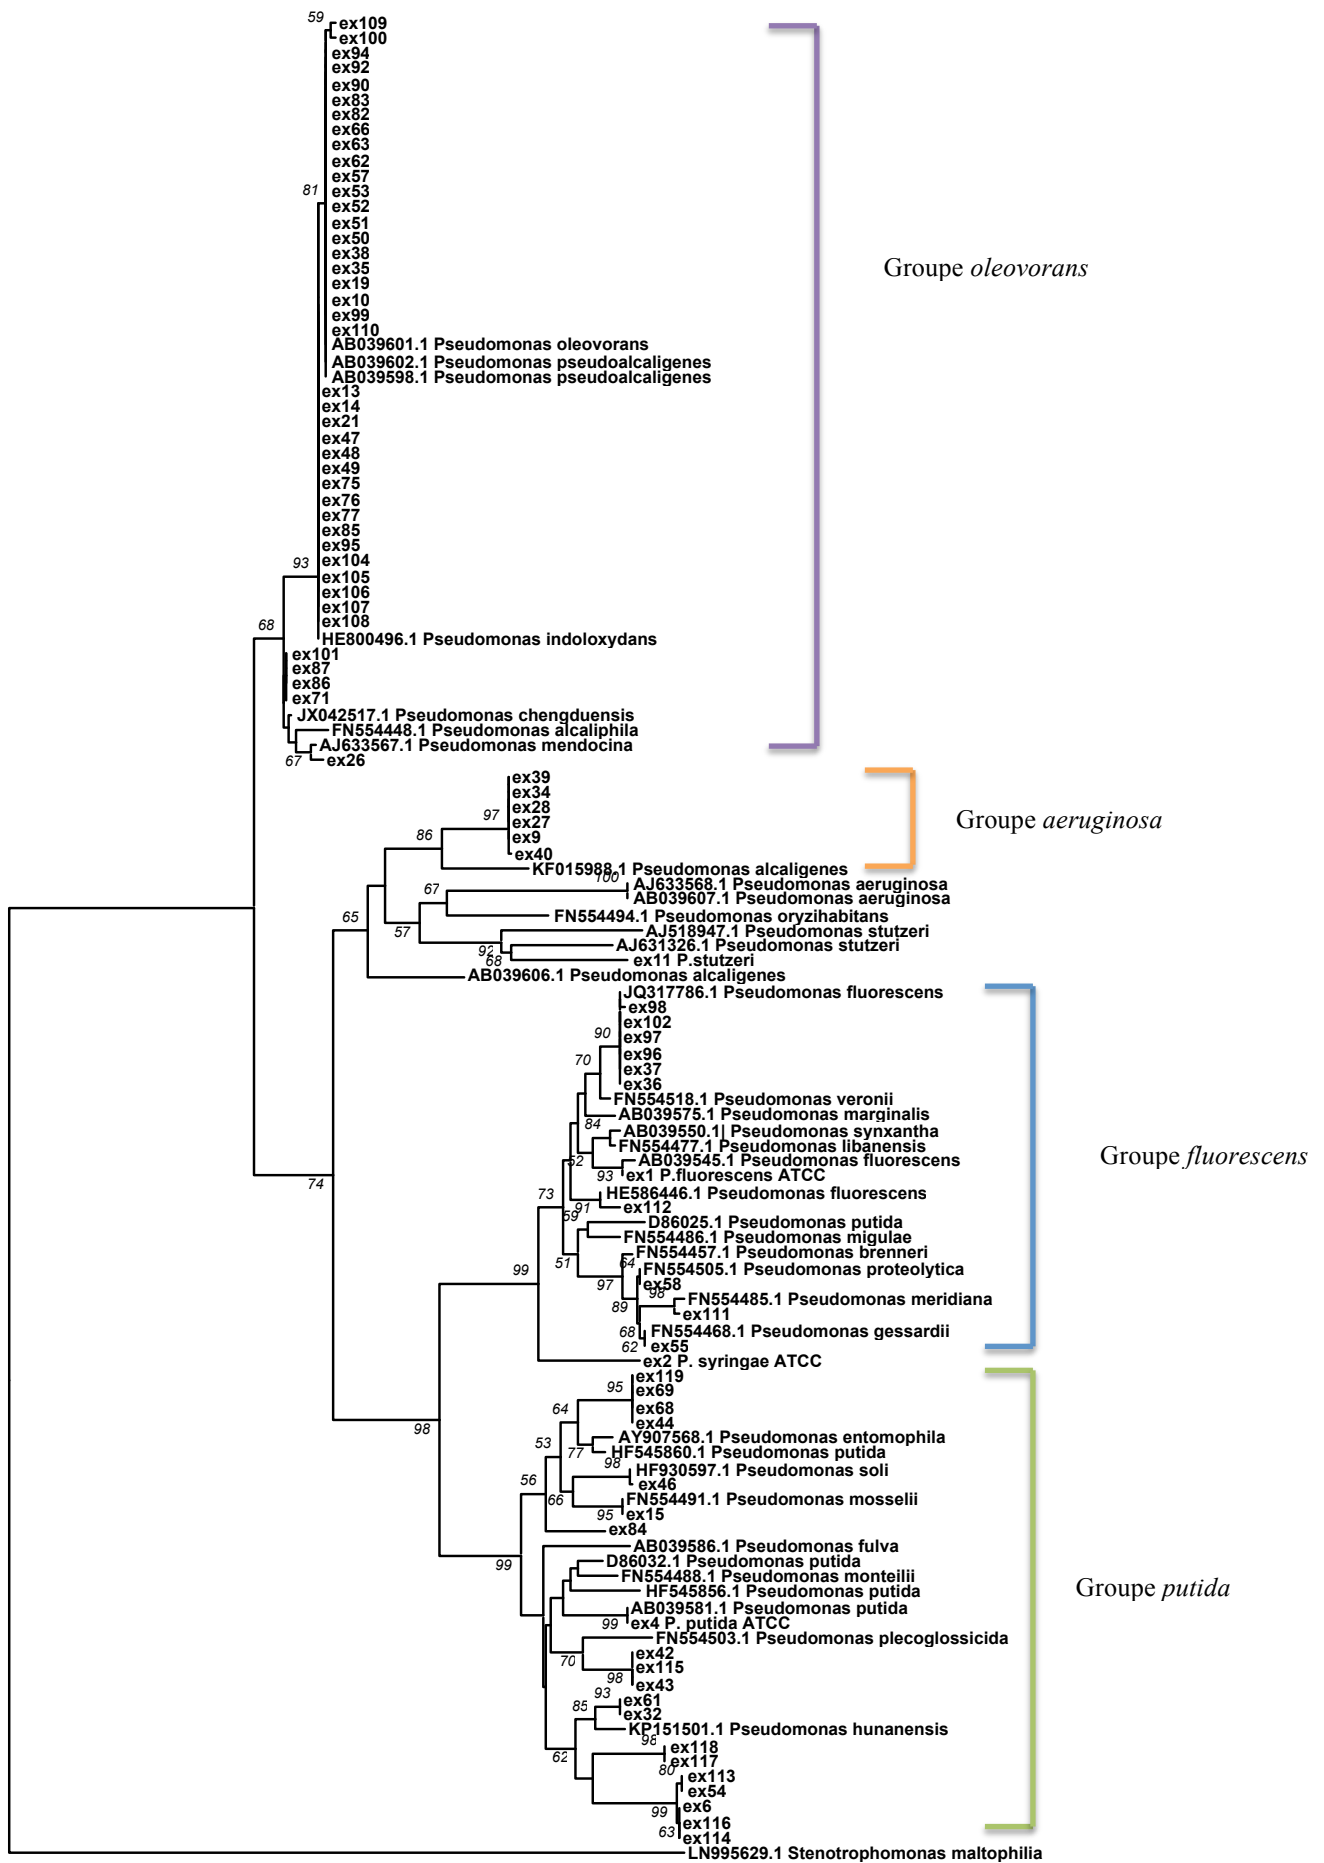 59
ex109
ex100
ex94
ex92
ex90
ex83
ex82
ex66
ex63
ex62
ex57
81
ex53
ex52
ex51
ex50
ex38
Groupe oleovorans
ex35
ex19
ex10
ex99
ex110
AB039601.1 Pseudomonas oleovorans
AB039602.1 Pseudomonas pseudoalcaligenes
AB039598.1 Pseudomonas pseudoalcaligenes
ex13
ex14
ex21
ex47
ex48
ex49
ex75
ex76
ex77
ex85
ex95
93
ex104
ex105
ex106
ex107
ex108
68
HE800496.1 Pseudomonas indoloxydans
ex101
ex87
ex86
ex71
JX042517.1 Pseudomonas chengduensis
FN554448.1 Pseudomonas alcaliphila
AJ633567.1 Pseudomonas mendocina
67
ex26
ex39
ex34
ex28
97
ex27
Groupe aeruginosa
86
ex9
ex40
KF015988.1 Pseudomonas alcaligenes
100
AJ633568.1 Pseudomonas aeruginosa
67
AB039607.1 Pseudomonas aeruginosa
65
FN554494.1 Pseudomonas oryzihabitans
57
AJ518947.1 Pseudomonas stutzeri
92
AJ631326.1 Pseudomonas stutzeri
68
ex11 P.stutzeri
AB039606.1 Pseudomonas alcaligenes
JQ317786.1 Pseudomonas fluorescens
ex98
ex102
90
ex97
ex96
70
ex37
ex36
FN554518.1 Pseudomonas veronii
AB039575.1 Pseudomonas marginalis
84
AB039550.1| Pseudomonas synxantha
FN554477.1 Pseudomonas libanensis
Groupe fluorescens
52
AB039545.1 Pseudomonas fluorescens
93
ex1 P.fluorescens ATCC
74
73
HE586446.1 Pseudomonas fluorescens
91
ex112
59
D86025.1 Pseudomonas putida
FN554486.1 Pseudomonas migulae
51
FN554457.1 Pseudomonas brenneri
64
99
FN554505.1 Pseudomonas proteolytica
97
ex58
98
FN554485.1 Pseudomonas meridiana
89
ex111
68
FN554468.1 Pseudomonas gessardii
62
ex55
ex2 P. syringae ATCC
ex119
95
ex69
64
ex68
ex44
98
AY907568.1 Pseudomonas entomophila
53
77
HF545860.1 Pseudomonas putida
98
HF930597.1 Pseudomonas soli
56
ex46
66
FN554491.1 Pseudomonas mosselii
95
ex15
ex84
AB039586.1 Pseudomonas fulva
99
D86032.1 Pseudomonas putida
FN554488.1 Pseudomonas monteilii
Groupe putida
HF545856.1 Pseudomonas putida
AB039581.1 Pseudomonas putida
99
ex4 P. putida ATCC
FN554503.1 Pseudomonas plecoglossicida
ex42
70
ex115
98
ex43
93
ex61
85
ex32
KP151501.1 Pseudomonas hunanensis
98
ex118
62
ex117
80
ex113
ex54
ex6
99
ex116
63
ex114
LN995629.1 Stenotrophomonas maltophilia